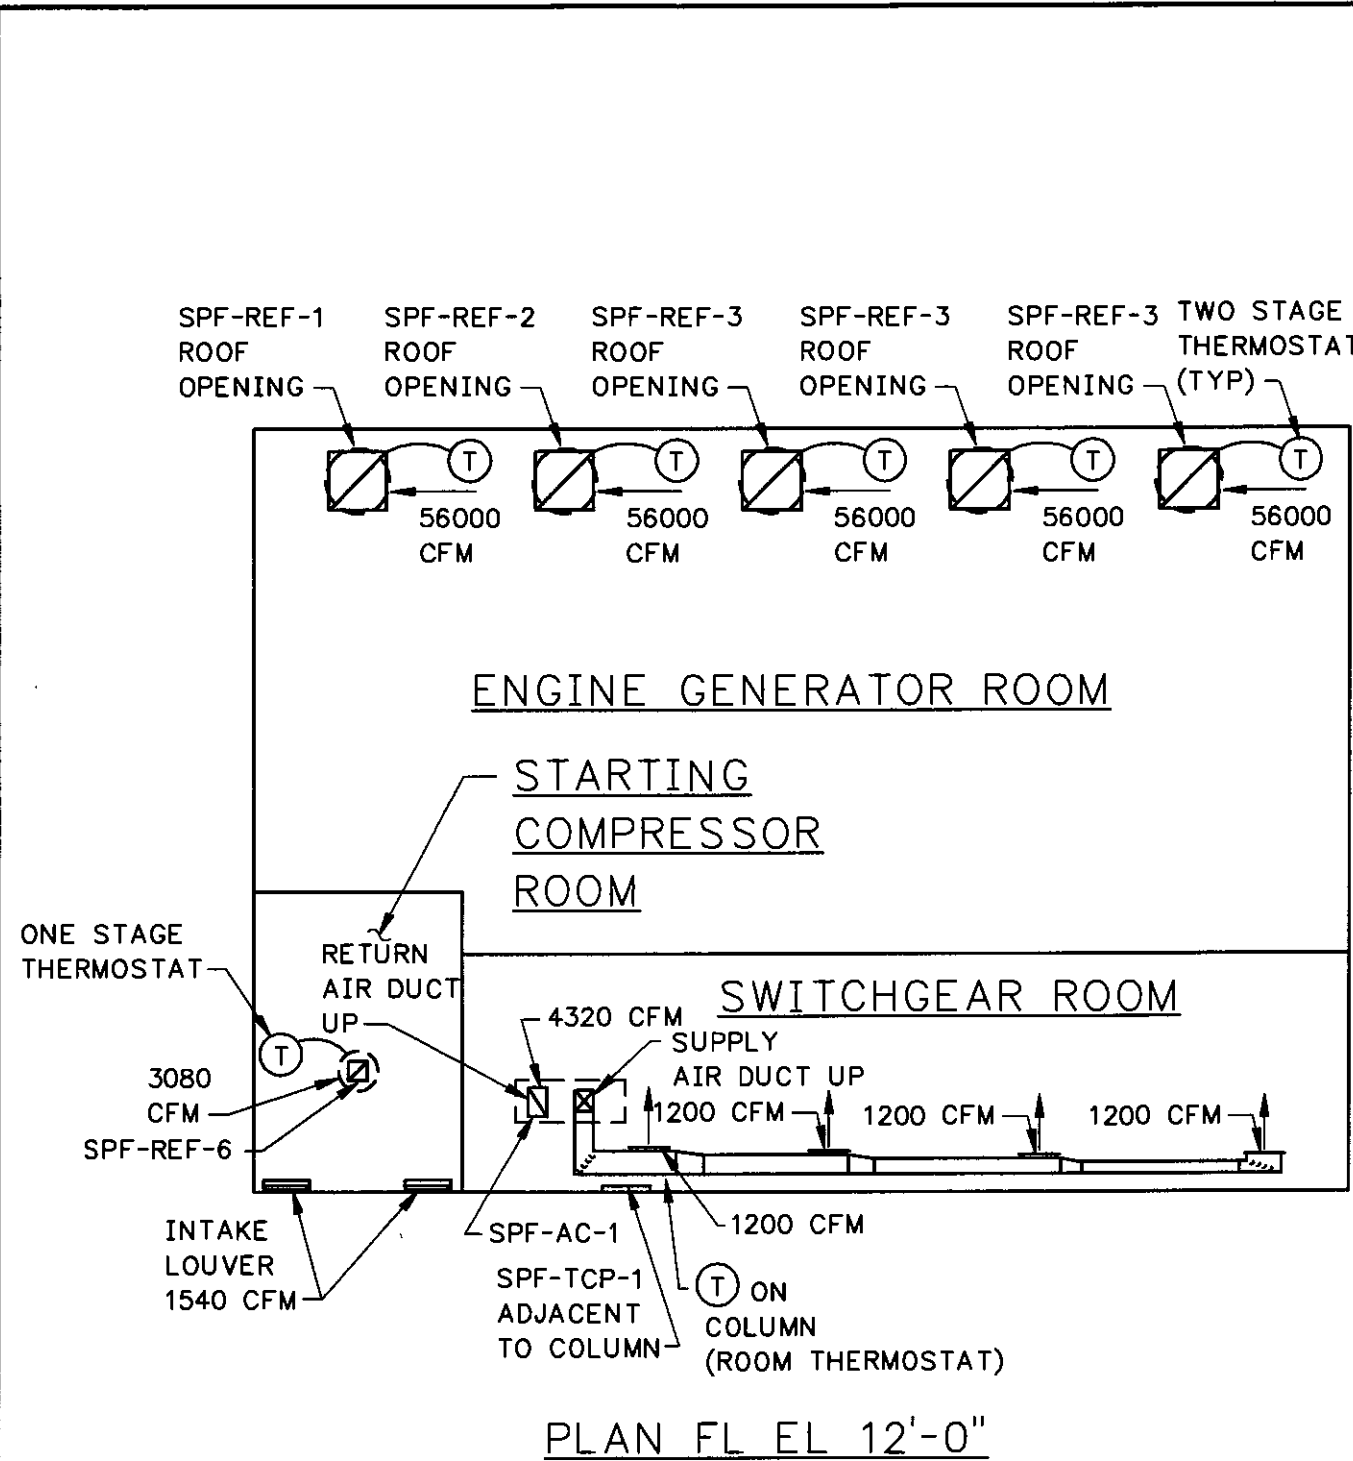 SPF-REF-1
ROOF
OPENING
SPF-REF-2
ROOF
OPENING
SPF-REF-3
ROOF
OPENING
SPF-REF-3
ROOF
OPENING
SPF-REF-3
ROOF
OPENING
TWO STAGE
THERMOSTAT
(TYP)
T
T
T
T
T
56000
CFM
56000
CFM
56000
CFM
56000
CFM
56000
CFM
ENGINE GENERATOR ROOM
STARTING
COMPRESSOR
ROOM
ONE STAGE
THERMOSTAT
RETURN
AIR DUCT
UP
T
3080
CFM
SPF-REF-6
SWITCHGEAR ROOM
4320 CFM
SUPPLY
AIR DUCT UP
1200 CFM
1200 CFM
1200 CFM
INTAKE
LOUVER
1540 CFM
SPF-AC-1
1200 CFM
SPF-TCP-1
ADJACENT
TO COLUMN
T ON
COLUMN
(ROOM THERMOSTAT)
PLAN FL EL 12'-0"